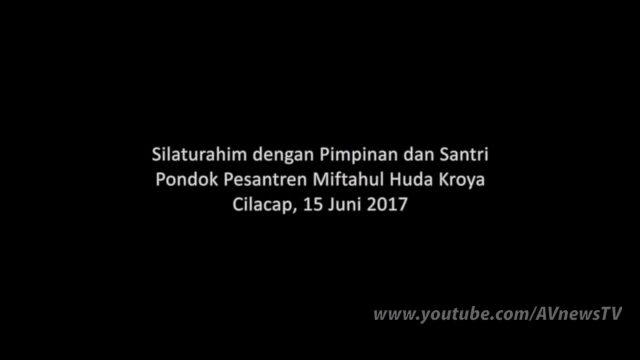 Silaturahim dengan Pimpinan dan Santri
Pondok Pesantren Miftahul Huda Kroya
Cilacap, 15 Juni 2017
www.youtube.com/AVnewsTV